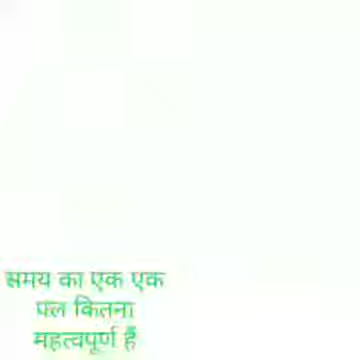 समय का एक एक
पल कितना
महत्वपूर्ण हैं